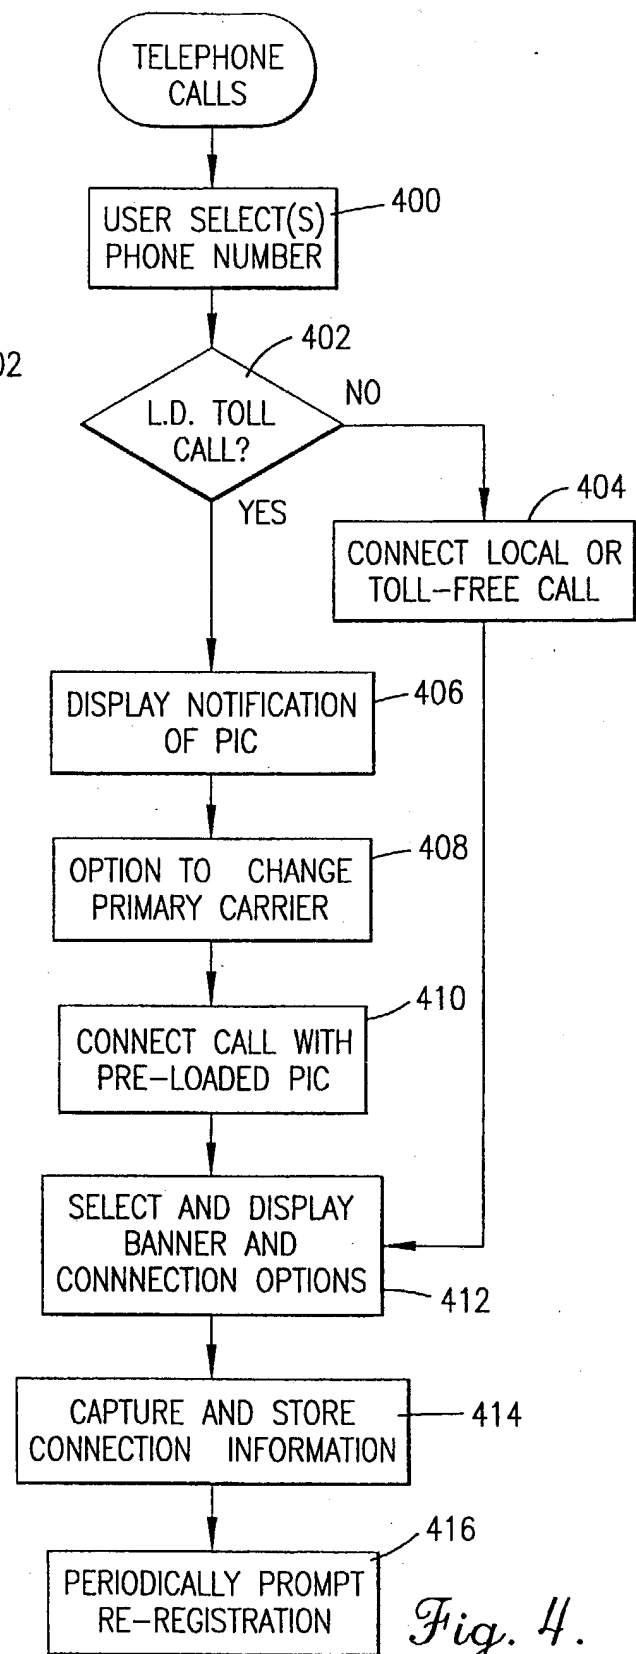 TELEPHONE
CALLS
USER SELECT(S)
PHONE NUMBER
400
402
02
L.D. TOLL
CALL?
NO
YES
404
CONNECT LOCAL OR
TOLL-FREE CALL
DISPLAY NOTIFICATION
OF PIC
406
OPTION TO CHANGE
PRIMARY CARRIER
408
CONNECT CALL WITH
PRE-LOADED PIC
410
SELECT AND DISPLAY
BANNER AND
CONNNECTION OPTIONS
412
CAPTURE AND STORE
CONNECTION INFORMATION
414
PERIODICALLY PROMPT
RE-REGISTRATION
416
Fig. 4.